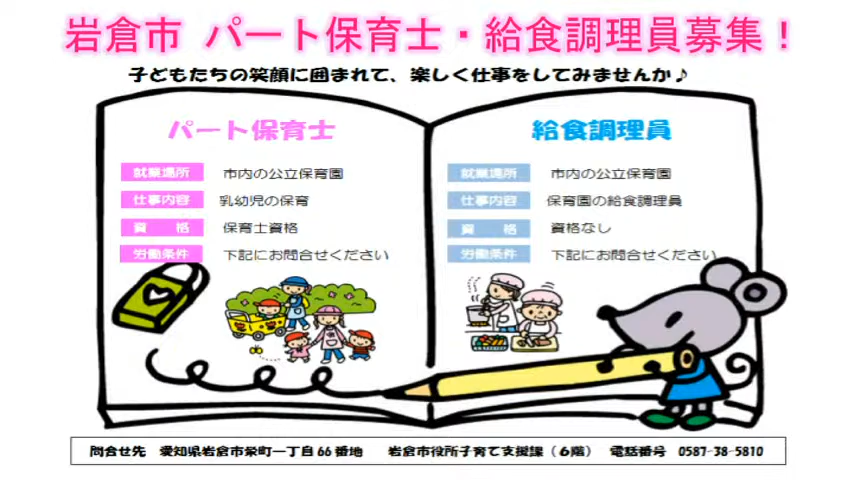 岩倉市 パート保育士・給食調理員募集！
子どもたちの笑顔に囲まれて、楽しく仕事をしてみませんか♪
パート保育士
就業場所 市内の公立保育園
仕事内容 乳幼児の保育
資格 保育士資格
労働条件 下記にお問合せください
給食調理員
就業場所 市内の公立保育園
仕事内容 保育園の給食調理員
資格 資格なし
労働条件 下記にお問合せください
問合せ先 愛知県岩倉市栄町一丁目66番地 岩倉市役所子育て支援課（6階） 電話番号 0587-38-5810